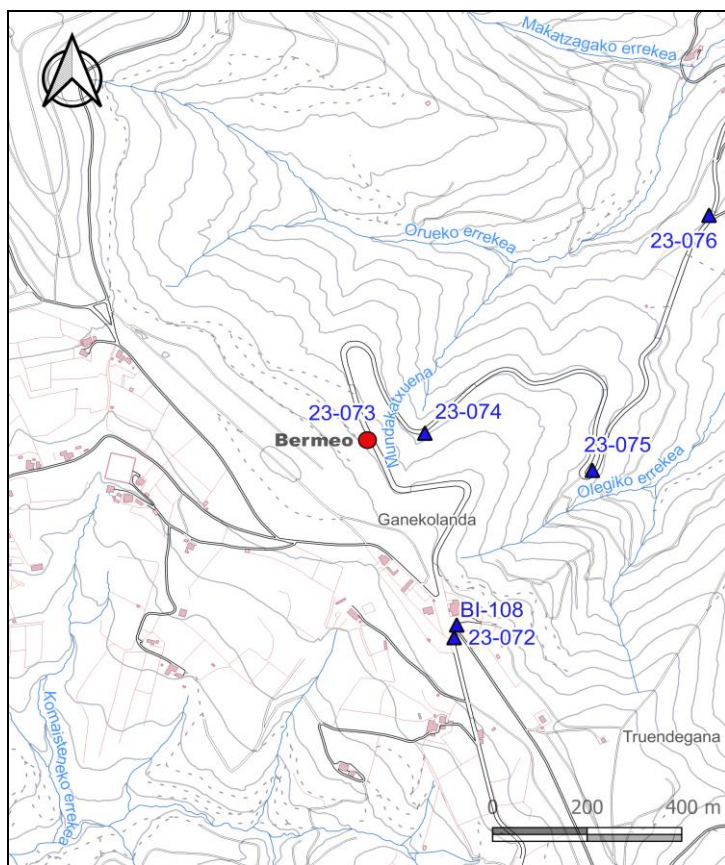 Makatzagako errekea
Orueko errekea
23-076
23-073
23-074
Bermeo
Mundakatxuena
23-075
Olegiko errekea
Ganekolanda
BI-108
23-072
Komaisteneko errekea
Truendegana
0 200 400 m